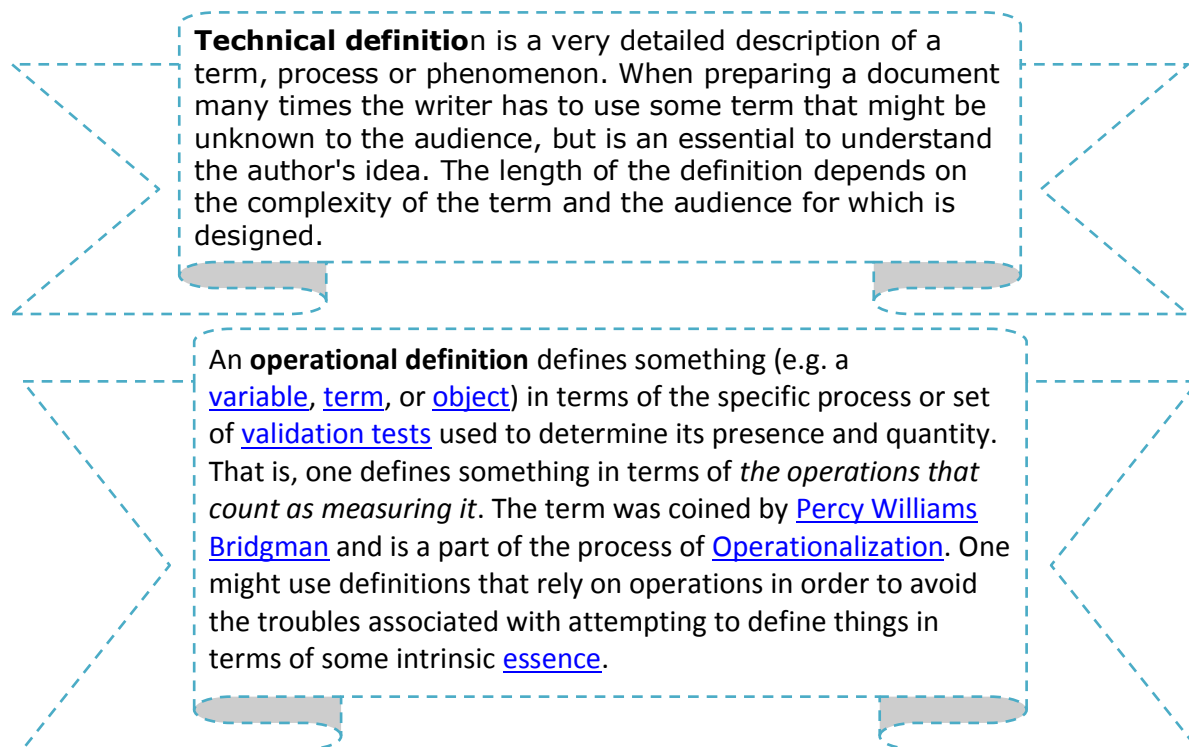 Technical definition is a very detailed description of a
term, process or phenomenon. When preparing a document
many times the writer has to use some term that might be
unknown to the audience, but is an essential to understand
the author's idea. The length of the definition depends on
the complexity of the term and the audience for which is
designed.
An operational definition defines something (e.g. a
variable, term, or object) in terms of the specific process or set
of validation tests used to determine its presence and quantity.
That is, one defines something in terms of the operations that
count as measuring it. The term was coined by Percy Williams
Bridgman and is a part of the process of Operationalization. One
might use definitions that rely on operations in order to avoid
the troubles associated with attempting to define things in
terms of some intrinsic essence.